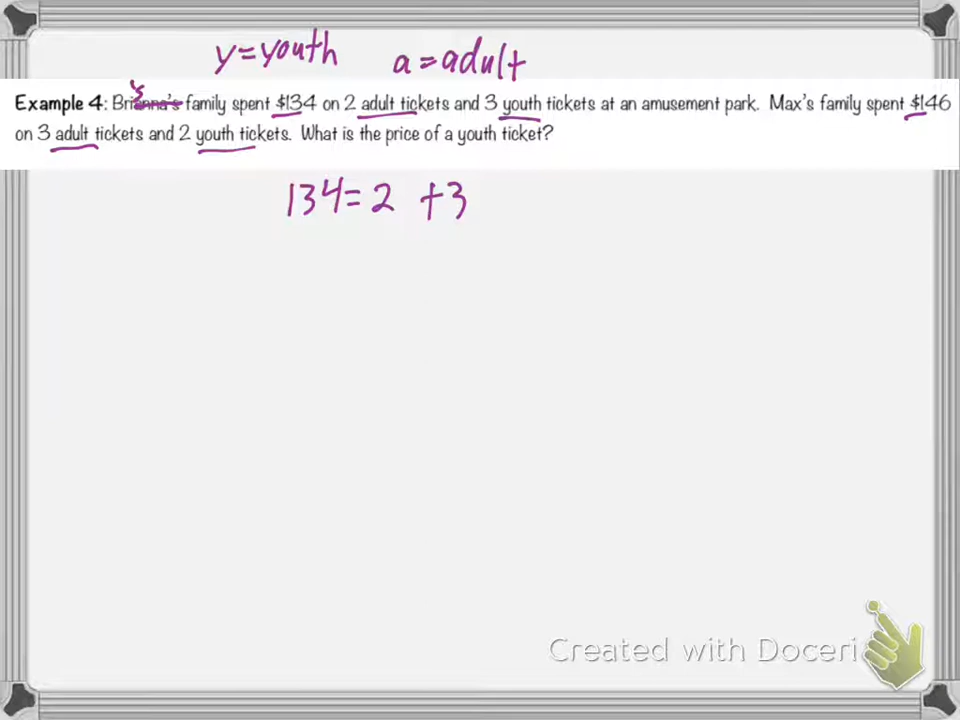 y=youth a=adult
s
Example 4: Brianna's family spent $134 on 2 adult tickets and 3 youth tickets at an amusement park. Max's family spent $146
on 3 adult tickets and 2 youth tickets. What is the price of a youth ticket?
134=2 +3
Created with Doceri